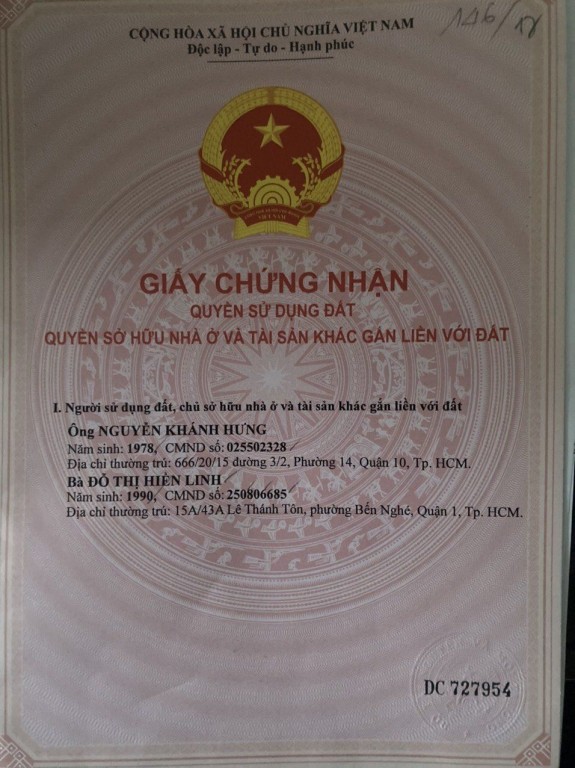 CỘNG HÒA XÃ HỘI CHỦ NGHĨA VIỆT NAM
Độc lập - Tự do - Hạnh phúc
146/
VIỆT NAM
GIẤY CHỨNG NHẬN
QUYỀN SỬ DỤNG ĐẤT
QUYỀN SỞ HỮU NHÀ Ở VÀ TÀI SẢN KHÁC GẮN LIỀN VỚI ĐẤT
I. Người sử dụng đất, chủ sở hữu nhà ở và tài sản khác gắn liền với đất
Ông NGUYỄN KHÁNH HƯNG
Năm sinh: 1978, CMND số: 025502328
Địa chỉ thường trú: 666/20/15 đường 3/2, Phường 14, Quận 10, Tp. HCM.
Bà ĐỖ THỊ HIỀN LINH
Năm sinh: 1990, CMND số: 250806685
Địa chỉ thường trú: 15A/43A Lê Thánh Tôn, phường Bến Nghé, Quận 1, Tp. HCM.
DC 727954